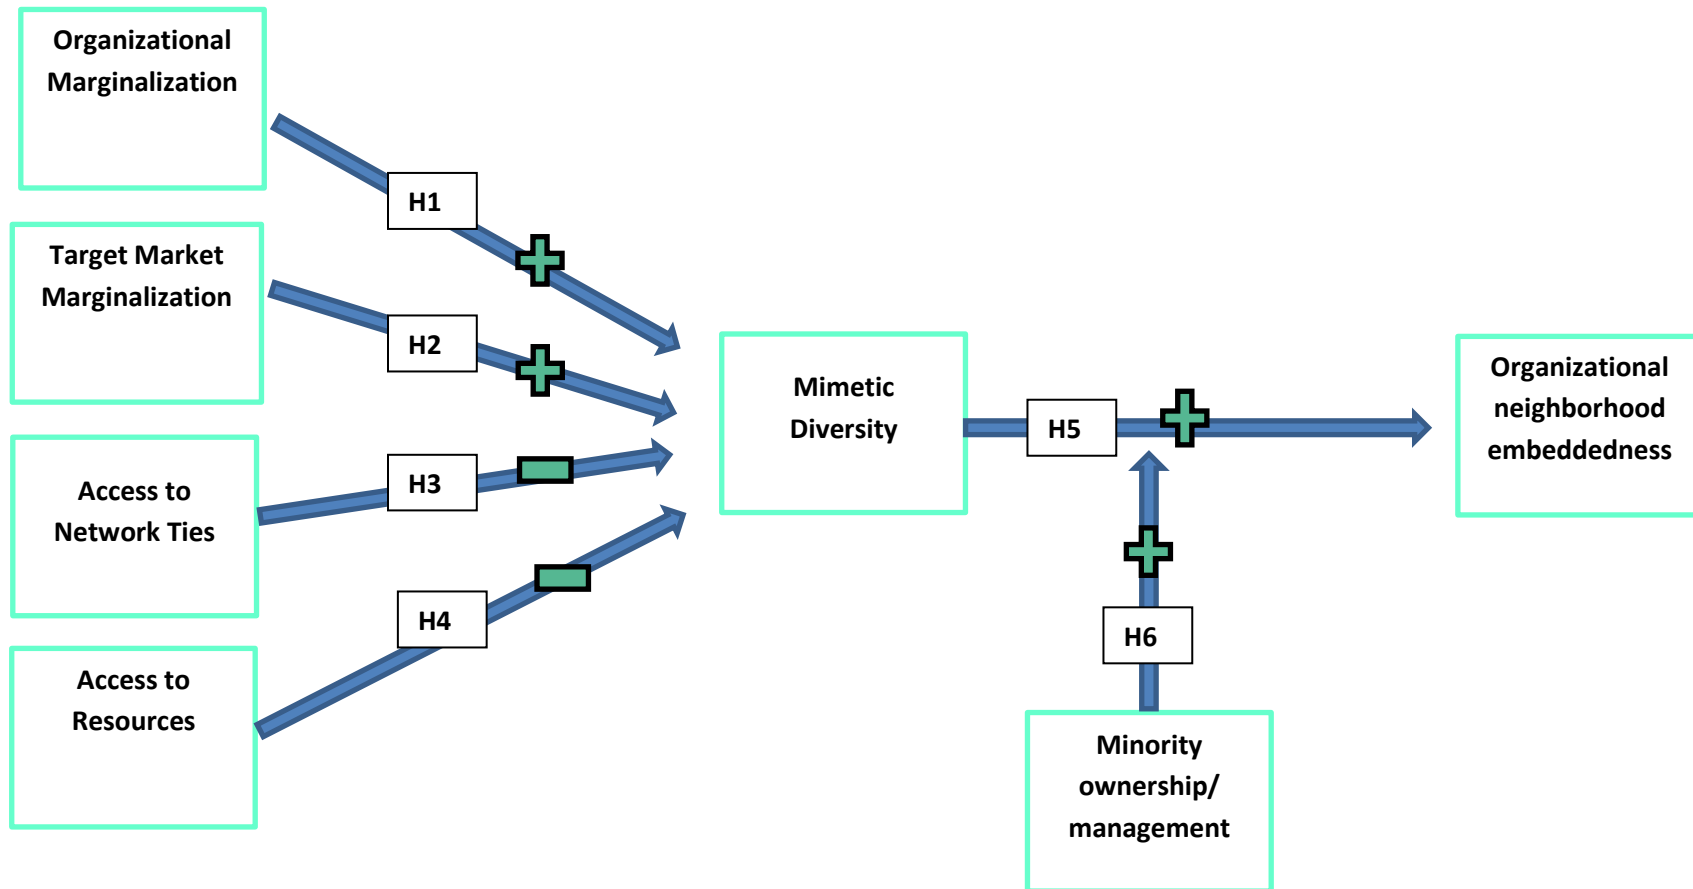 Organizational
Marginalization
H1
Target Market
Marginalization
H2
Access to
Network Ties
H3
Access to
Resources
H4
Mimetic
Diversity
H5
Organizational
neighborhood
embeddedness
H6
Minority
ownership/
management